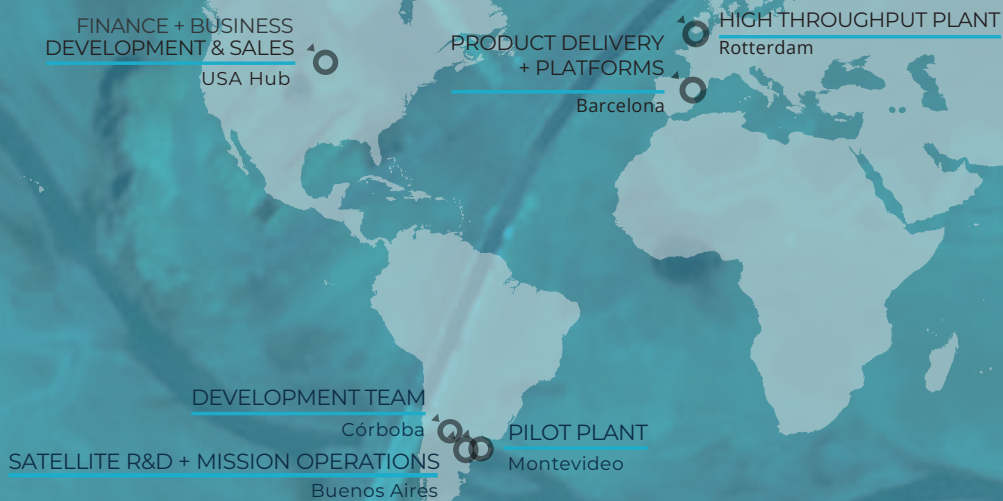 FINANCE + BUSINESS
DEVELOPMENT & SALES
USA Hub
PRODUCT DELIVERY
+ PLATFORMS
Barcelona
HIGH THROUGHPUT PLANT
Rotterdam
DEVELOPMENT TEAM
Córboba
SATELLITE R&D + MISSION OPERATIONS
Buenos Aires
PILOT PLANT
Montevideo